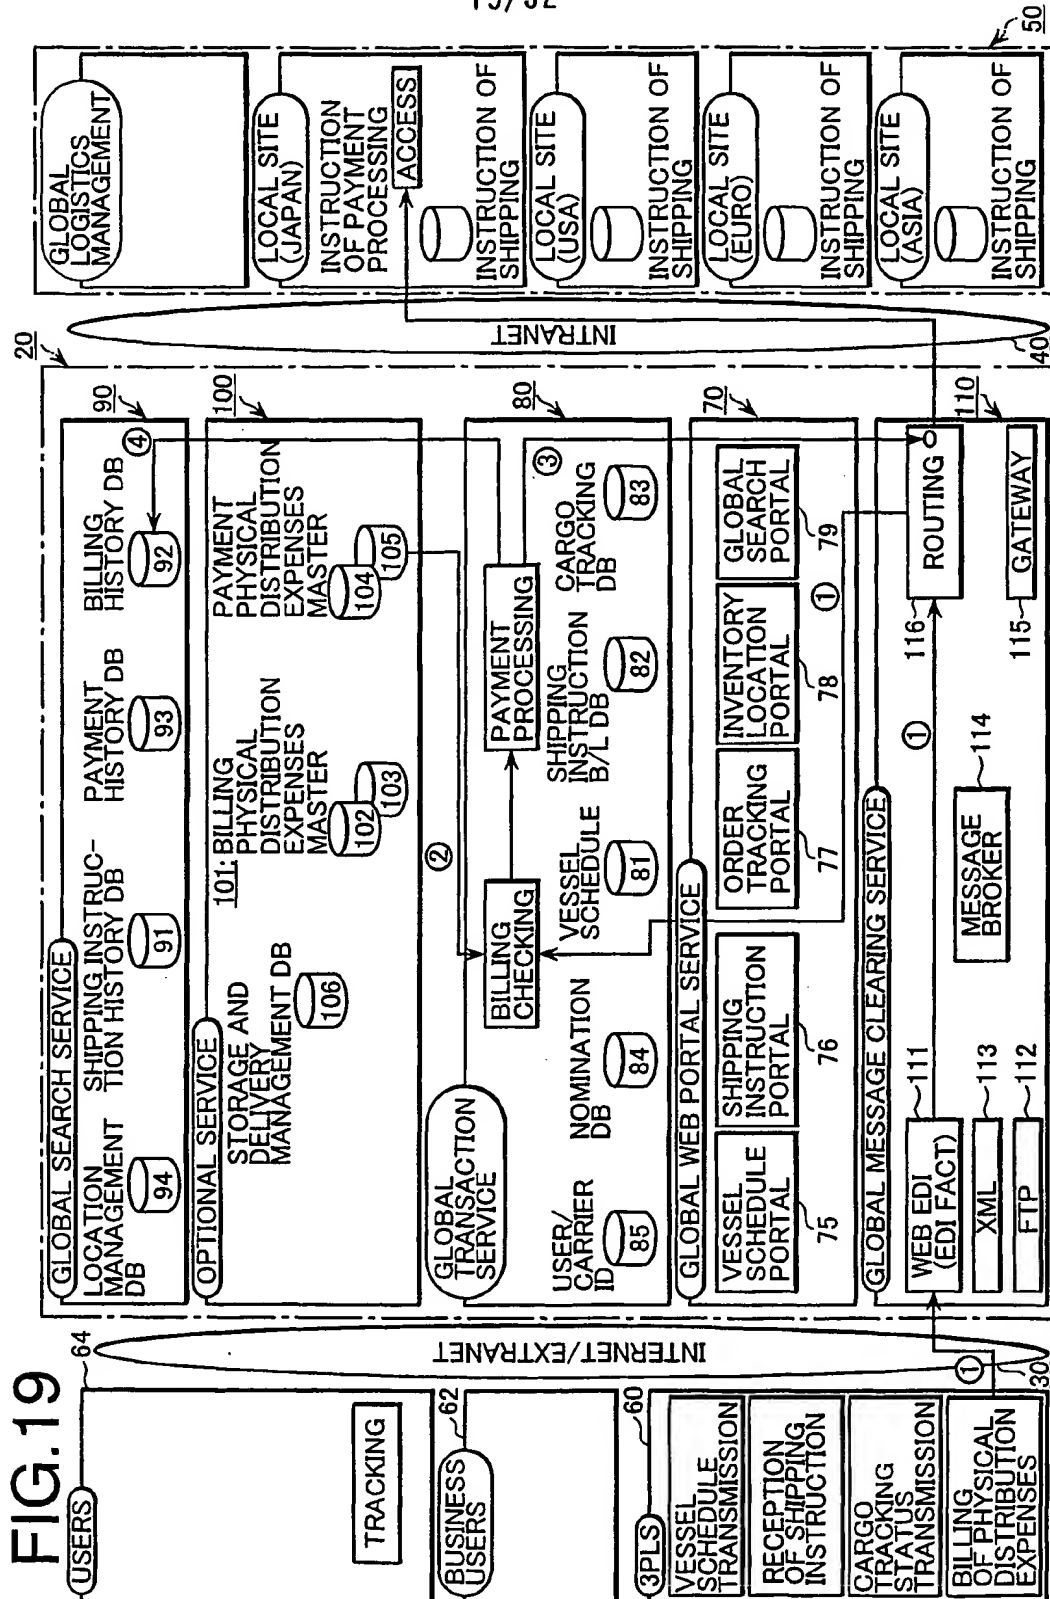 19/32
FIG.19
USERS
64
TRACKING
BUSINESS
USERS
62
3PLS
60
VESSEL
SCHEDULE
TRANSMISSION
RECEPTION
OF SHIPPING
INSTRUCTION
CARGO
TRACKING
STATUS
TRANSMISSION
BILLING
OF PHYSICAL
DISTRIBUTION
EXPENSES
INTERNET/EXTRANET
①
30
20
GLOBAL SEARCH SERVICE
90
LOCATION
MANAGEMENT
DB
94
SHIPPING INSTRUC-
TION HISTORY DB
91
PAYMENT
HISTORY DB
93
BILLING
HISTORY DB
92
④
OPTIONAL SERVICE
100
STORAGE AND
DELIVERY
MANAGEMENT DB
106
101: BILLING
PHYSICAL
DISTRIBUTION
EXPENSES
MASTER
102
103
PAYMENT
PHYSICAL
DISTRIBUTION
EXPENSES
MASTER
104
105
②
GLOBAL
TRANSACTION
SERVICE
80
BILLING
CHECKING
PAYMENT
PROCESSING
③
USER/
CARRIER
ID
85
NOMINATION
DB
84
VESSEL
SCHEDULE
81
SHIPPING
INSTRUCTION
B/L DB
82
CARGO
TRACKING
DB
83
GLOBAL WEB PORTAL SERVICE
70
VESSEL
SCHEDULE
PORTAL
75
SHIPPING
INSTRUCTION
PORTAL
76
ORDER
TRACKING
PORTAL
77
INVENTORY
LOCATION
PORTAL
78
GLOBAL
SEARCH
PORTAL
79
①
GLOBAL MESSAGE CLEARING SERVICE
110
WEB EDI
(EDI FACT)
111
XML
113
FTP
112
MESSAGE
BROKER
114
①
ROUTING
116
GATEWAY
115
INTRANET
40
GLOBAL
LOGISTICS
MANAGEMENT
LOCAL SITE
(JAPAN)
INSTRUCTION
OF PAYMENT
PROCESSING
ACCESS
INSTRUCTION OF
SHIPPING
LOCAL SITE
(USA)
INSTRUCTION OF
SHIPPING
LOCAL SITE
(EURO)
INSTRUCTION OF
SHIPPING
LOCAL SITE
(ASIA)
INSTRUCTION OF
SHIPPING
50